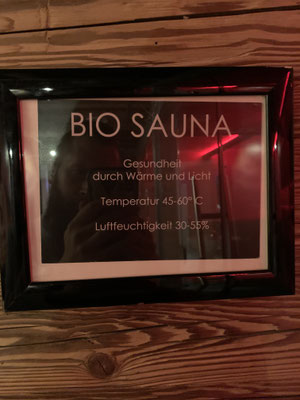 BIO SAUNA
Gesundheit
durch Wärme und Licht
Temperatur 45-60° C
Luftfeuchtigkeit 30-55%